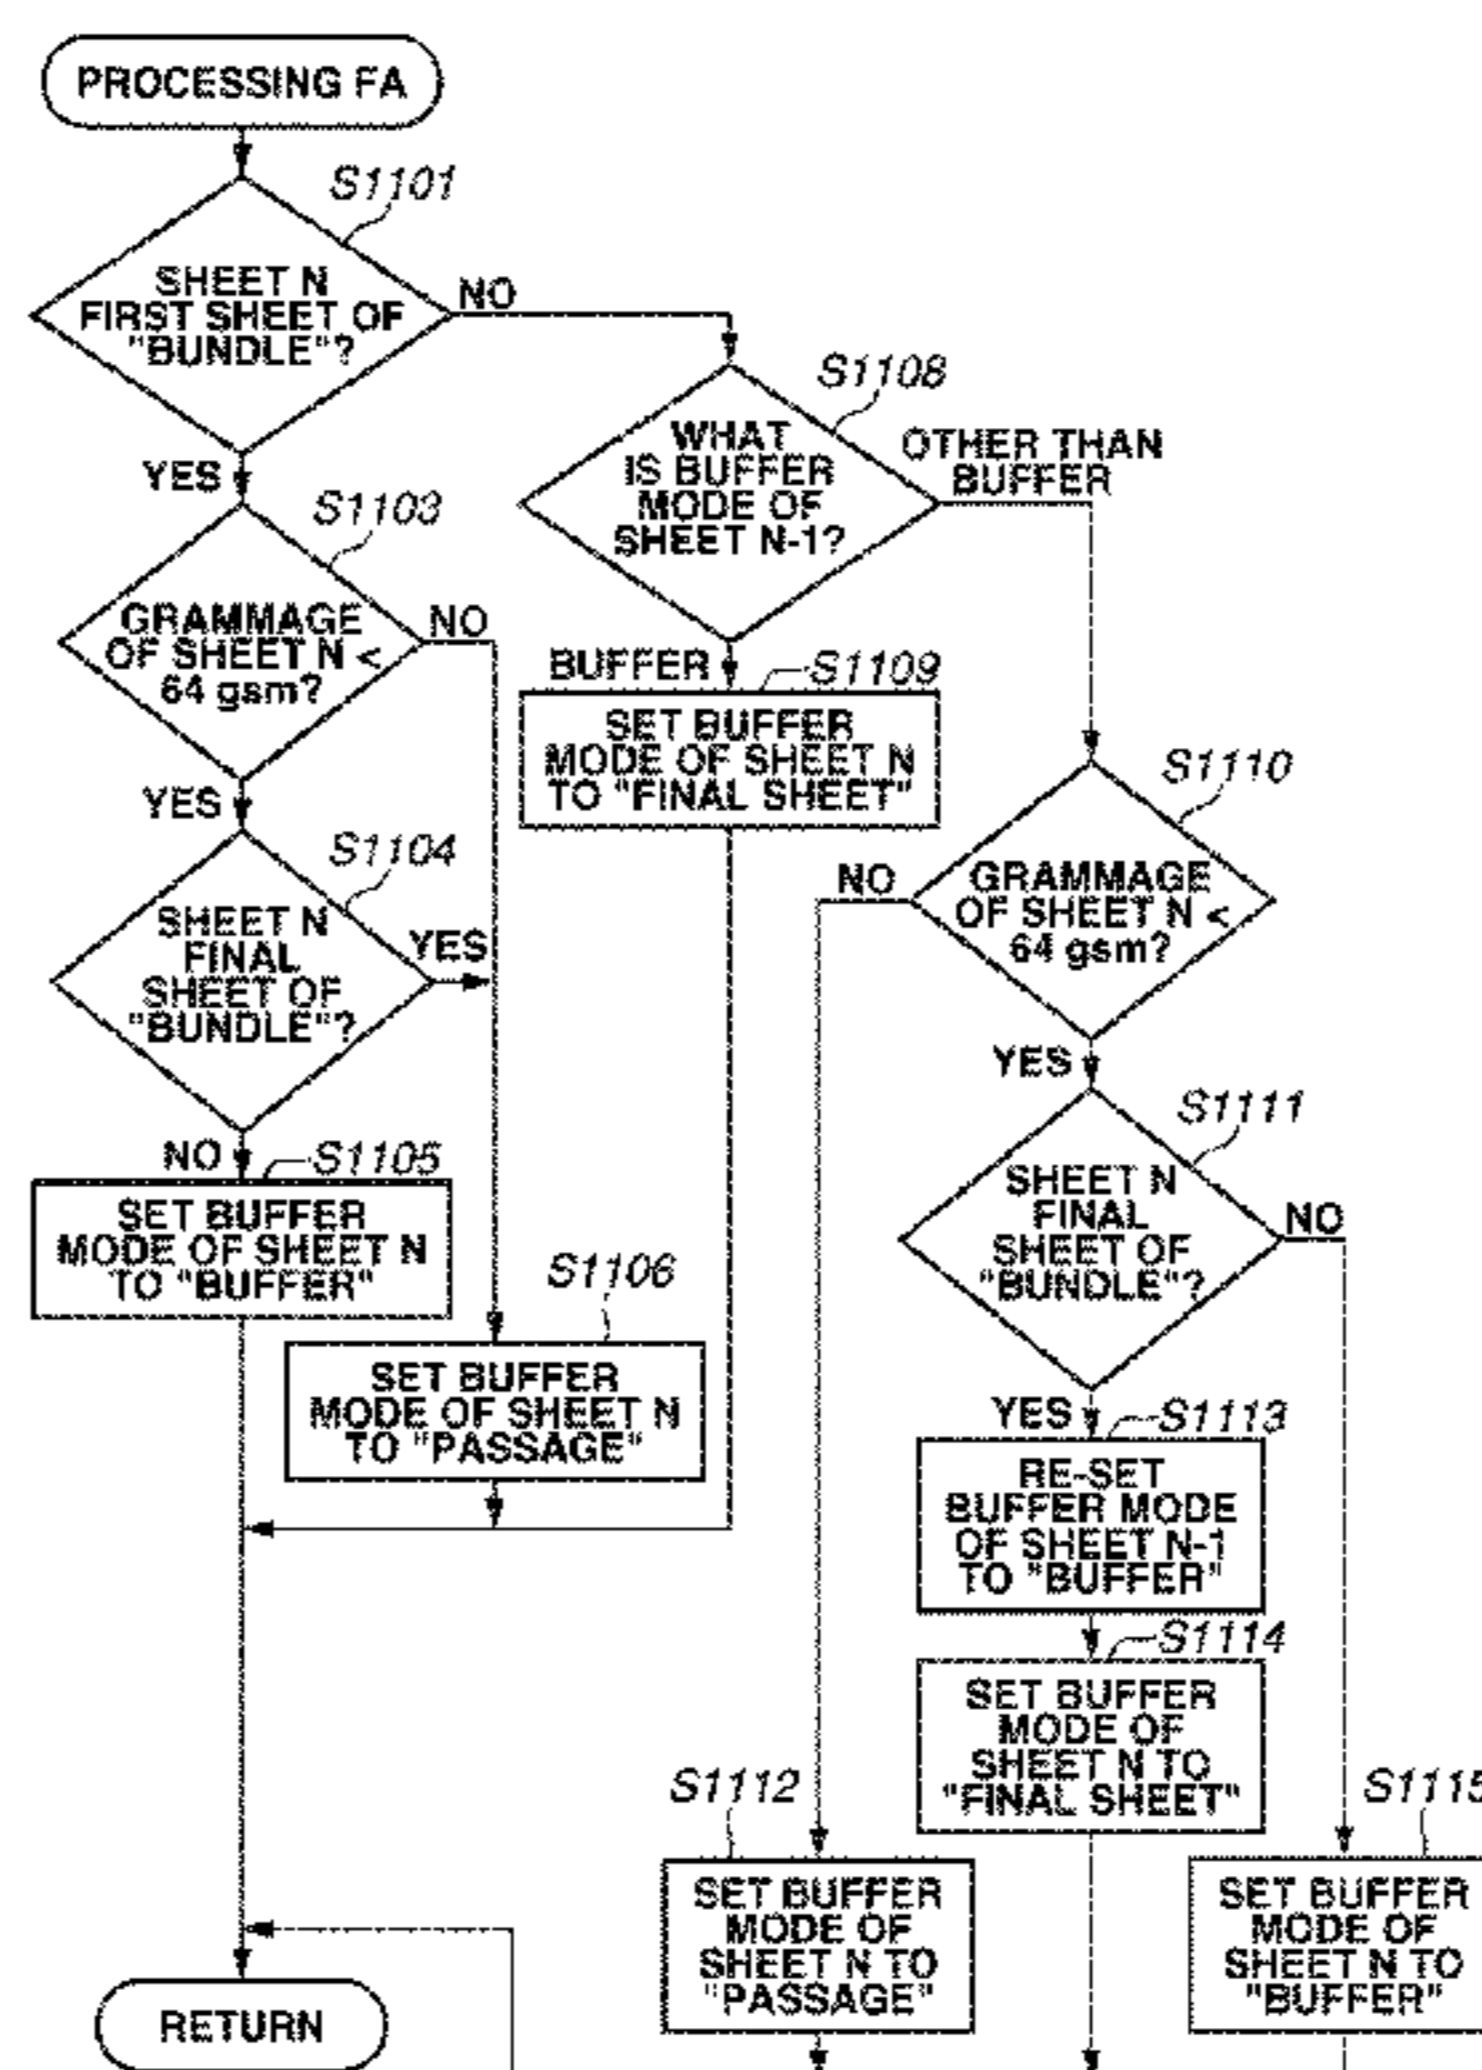 PROCESSING FA
S1101
SHEET N
FIRST SHEET OF
"BUNDLE"?
NO
YES
S1108
WHAT
IS BUFFER
MODE OF
SHEET N-1?
OTHER THAN
BUFFER
S1103
GRAMMAGE
OF SHEET N <
64 gsm?
NO
YES
BUFFER
S1109
SET BUFFER
MODE OF SHEET N
TO "FINAL SHEET"
S1110
GRAMMAGE
OF SHEET N <
64 gsm?
NO
YES
S1104
SHEET N
FINAL
SHEET OF
"BUNDLE"?
YES
NO
S1105
SET BUFFER
MODE OF SHEET N
TO "BUFFER"
S1106
SET BUFFER
MODE OF SHEET N
TO "PASSAGE"
S1111
SHEET N
FINAL
SHEET OF
"BUNDLE"?
NO
YES
S1113
RE-SET
BUFFER MODE
OF SHEET N-1
TO "BUFFER"
S1114
SET BUFFER
MODE OF
SHEET N TO
"FINAL SHEET"
S1112
SET BUFFER
MODE OF
SHEET N TO
"PASSAGE"
S1115
SET BUFFER
MODE OF
SHEET N TO
"BUFFER"
RETURN